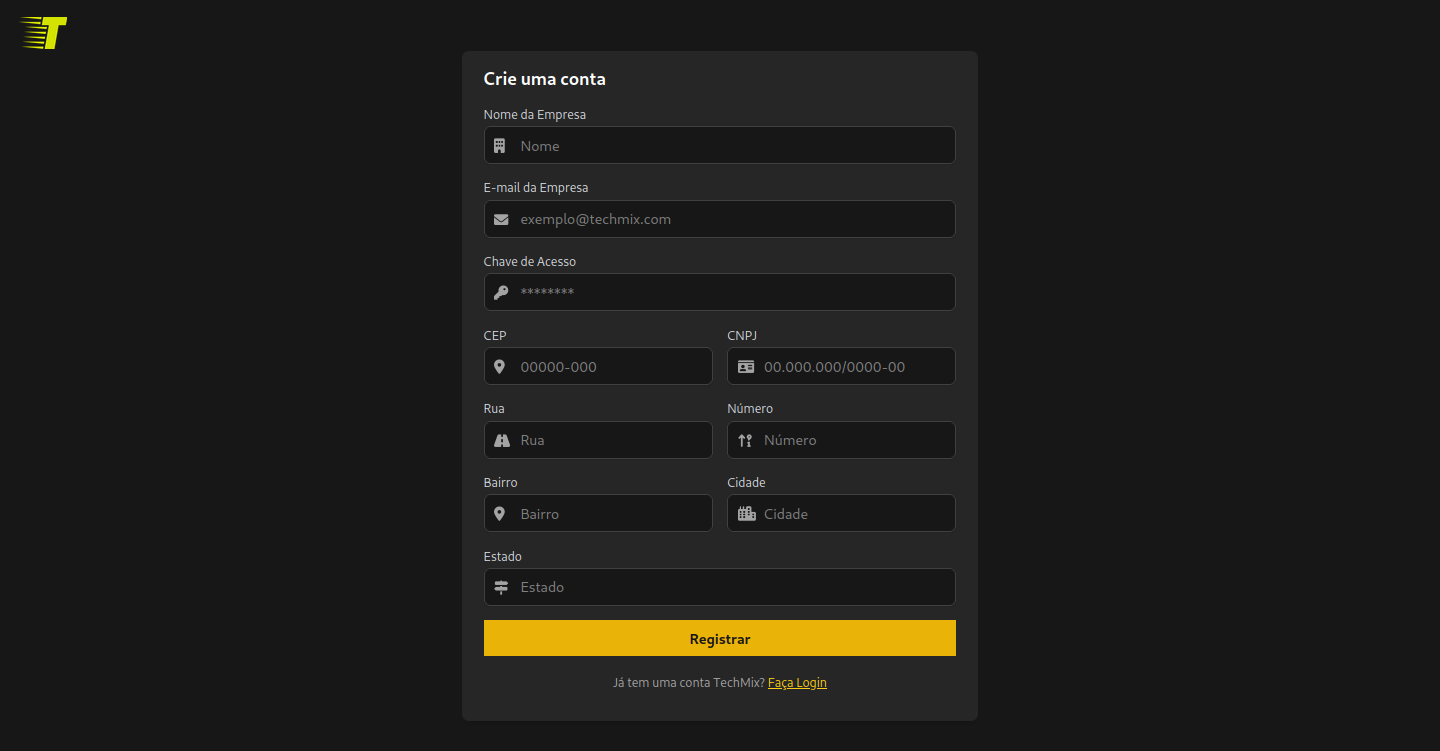 T
Crie uma conta
Nome da Empresa
Nome
E-mail da Empresa
exemplo@techmix.com
Chave de Acesso
********
CEP
CNPJ
00000-000
00.000.000/0000-00
Rua
Número
Rua
Número
Bairro
Cidade
Bairro
Cidade
Estado
Estado
Registrar
Já tem uma conta TechMix? Faça Login